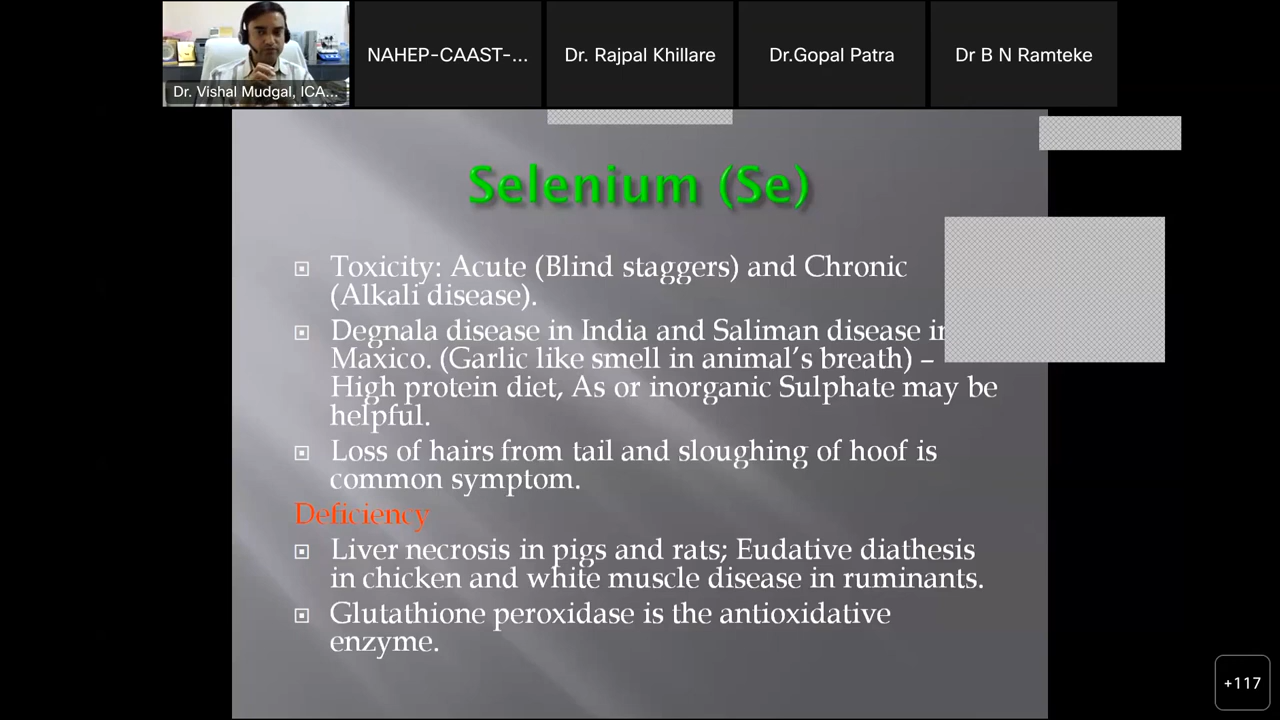 NAHEP-CAAST-...
Dr. Rajpal Khillare
Dr.Gopal Patra
Dr B N Ramteke
Dr. Vishal Mudgal, ICA...
Selenium (Se)
Toxicity: Acute (Blind staggers) and Chronic
(Alkali disease).
Degnala disease in India and Saliman disease in
Maxico. (Garlic like smell in animal's breath) –
High protein diet, As or inorganic Sulphate may be
helpful.
Loss of hairs from tail and sloughing of hoof is
common symptom.
Deficiency
Liver necrosis in pigs and rats; Eudative diathesis
in chicken and white muscle disease in ruminants.
Glutathione peroxidase is the antioxidative
enzyme.
+117